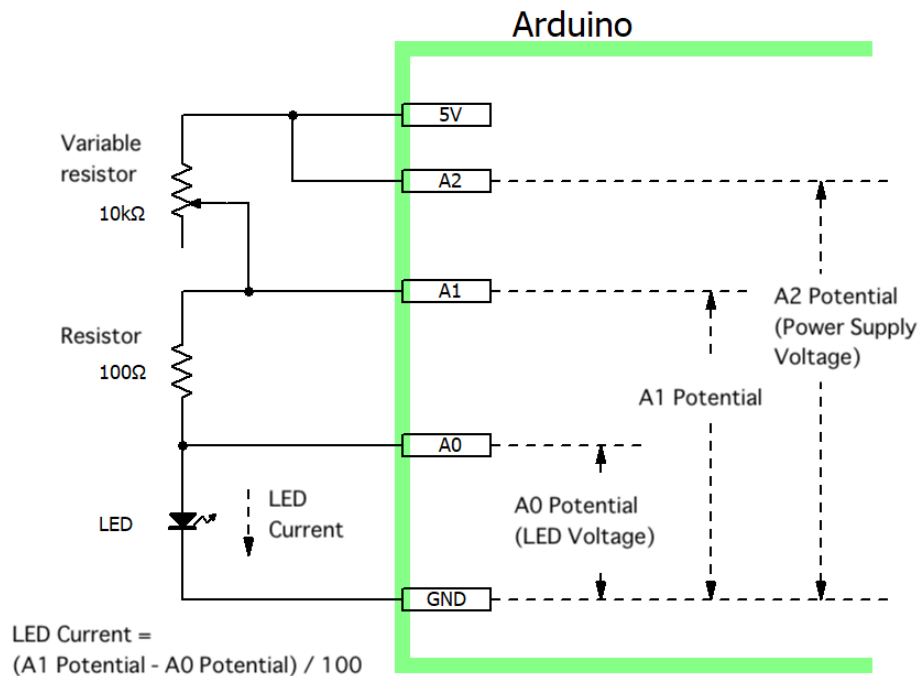 Arduino
5V
Variable
resistor
10kΩ
A2
A1
A2 Potential
(Power Supply
Voltage)
Resistor
100Ω
A1 Potential
A0
LED
Current
LED
A0 Potential
(LED Voltage)
GND
LED Current =
(A1 Potential - A0 Potential) / 100